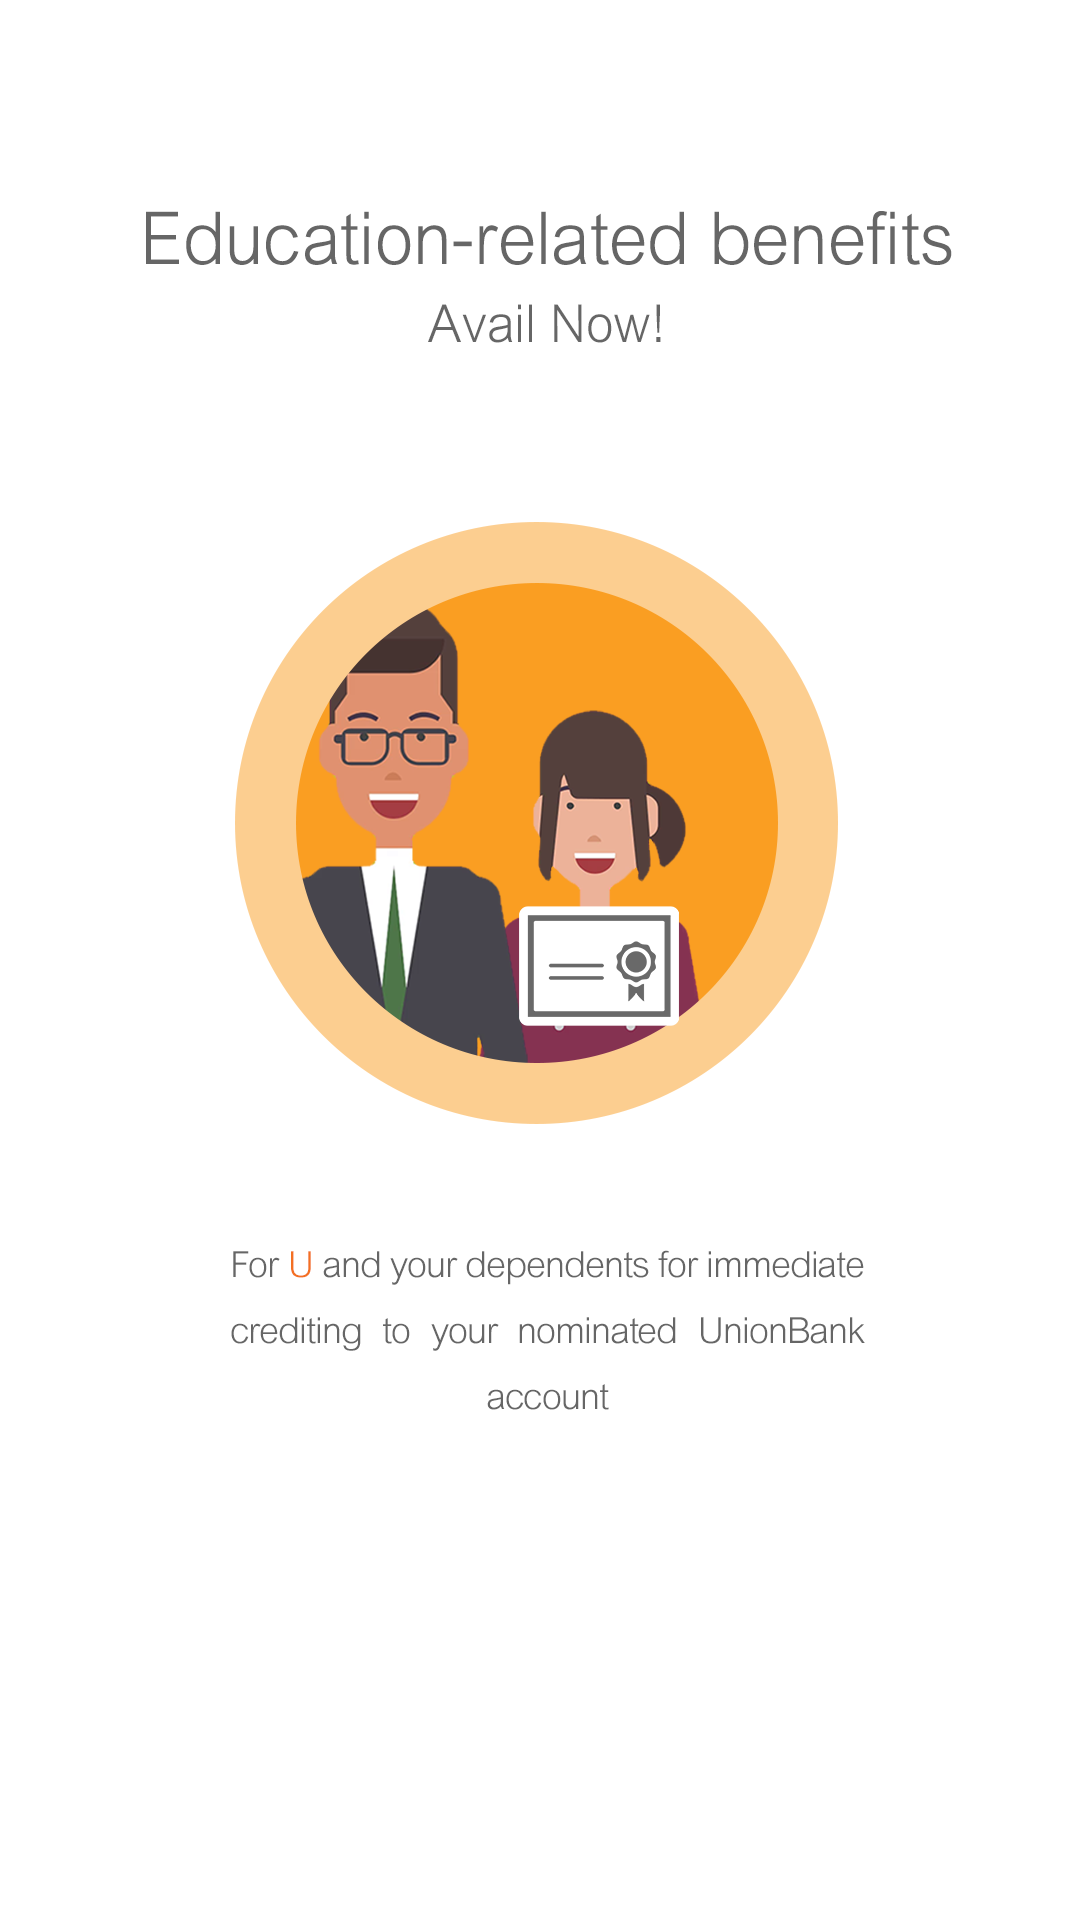 Education-related benefits
Avail Now!
For U and your dependents for immediate
crediting to your nominated UnionBank
account